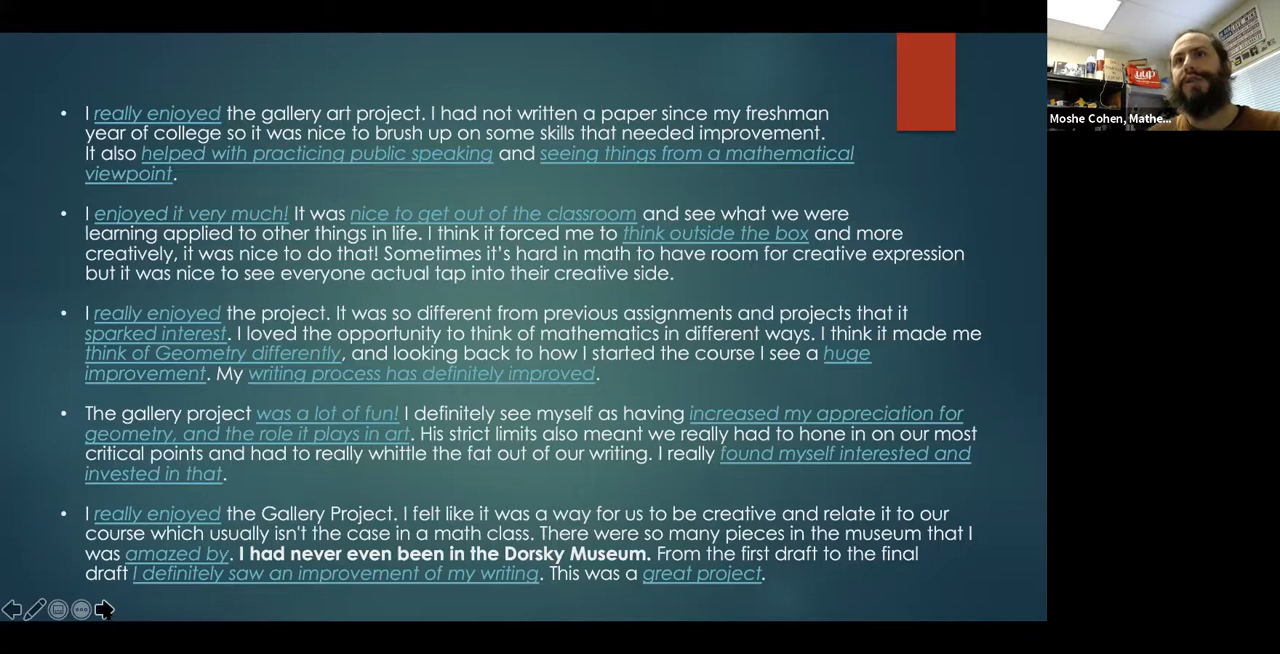 • I really enjoyed the gallery art project. I had not written a paper since my freshman
year of college so it was nice to brush up on some skills that needed improvement.
It also helped with practicing public speaking and seeing things from a mathematical
viewpoint.
• I enjoyed it very much! It was nice to get out of the classroom and see what we were
learning applied to other things in life. I think it forced me to think outside the box and more
creatively, it was nice to do that! Sometimes it’s hard in math to have room for creative expression
but it was nice to see everyone actual tap into their creative side.
• I really enjoyed the project. It was so different from previous assignments and projects that it
sparked interest. I loved the opportunity to think of mathematics in different ways. I think it made me
think of Geometry differently, and looking back to how I started the course I see a huge
improvement. My writing process has definitely improved.
• The gallery project was a lot of fun! I definitely see myself as having increased my appreciation for
geometry, and the role it plays in art. His strict limits also meant we really had to hone in on our most
critical points and had to really whittle the fat out of our writing. I really found myself interested and
invested in that.
• I really enjoyed the Gallery Project. I felt like it was a way for us to be creative and relate it to our
course which usually isn't the case in a math class. There were so many pieces in the museum that I
was amazed by. I had never even been in the Dorsky Museum. From the first draft to the final
draft I definitely saw an improvement of my writing. This was a great project.
uup
Moshe Cohen, Mathe...